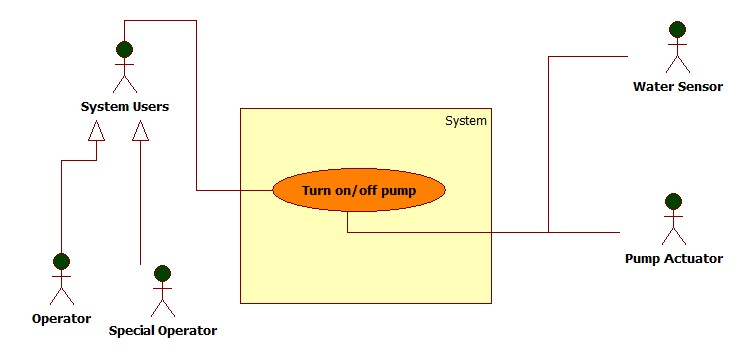 System Users
Water Sensor
System
Turn on/off pump
Pump Actuator
Operator
Special Operator